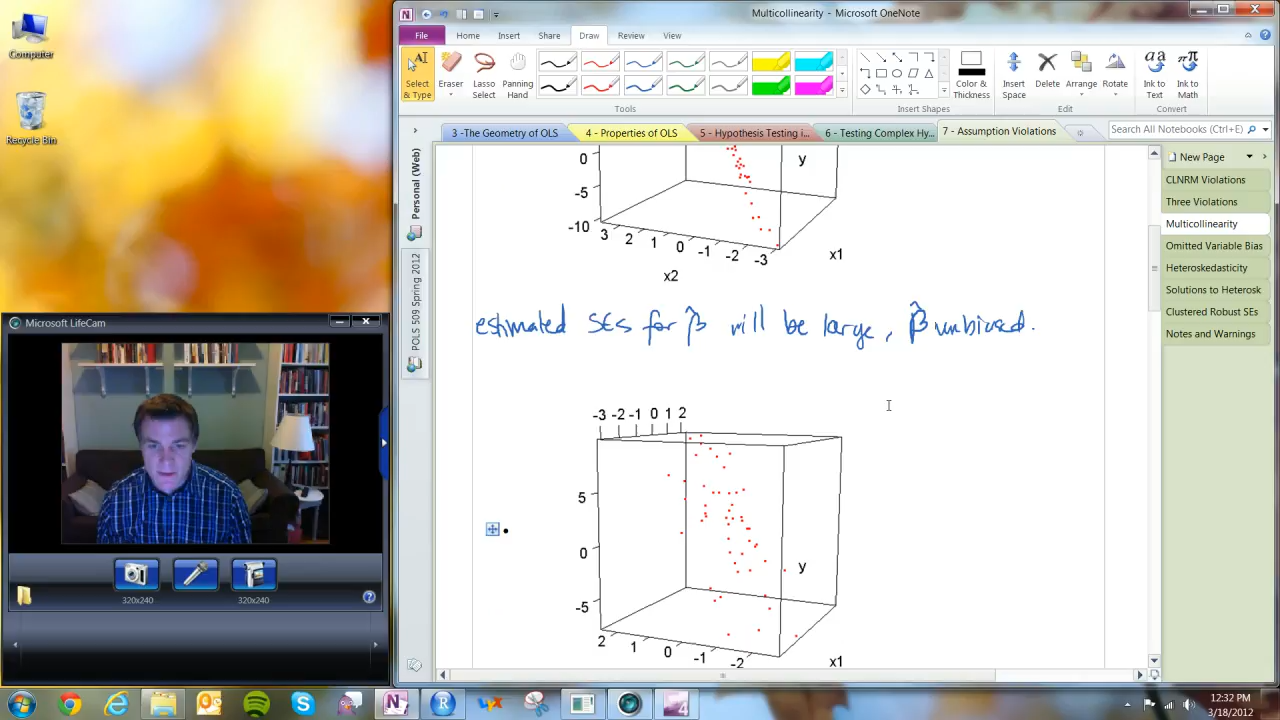 Computer
Recycle Bin
Multicollinearity - Microsoft OneNote
File Home Insert Share Draw Review View
Select & Type
Eraser
Lasso Select
Panning Hand
Color & Thickness
Insert Space
Delete
Arrange
Rotate
Ink to Text
Ink to Math
Tools
Insert Shapes
Edit
Convert
3 -The Geometry of OLS
4 - Properties of OLS
5 - Hypothesis Testing i...
6 - Testing Complex Hy...
7 - Assumption Violations
Search All Notebooks (Ctrl+E)
Personal (Web)
POLS 509 Spring 2012
New Page
CLNRM Violations
Three Violations
Multicollinearity
Omitted Variable Bias
Heteroskedasticity
Solutions to Heterosk
Clustered Robust SEs
Notes and Warnings
0
-5
-10
3 2 1 0 -1 -2 -3
x2
y
x1
estimated SEs for β̂ will be large, β̂ unbiased.
-3 -2 -1 0 1 2
5
0
-5
2 1 0 -1 -2
y
x1
Microsoft LifeCam
320x240
320x240
12:32 PM
3/18/2012